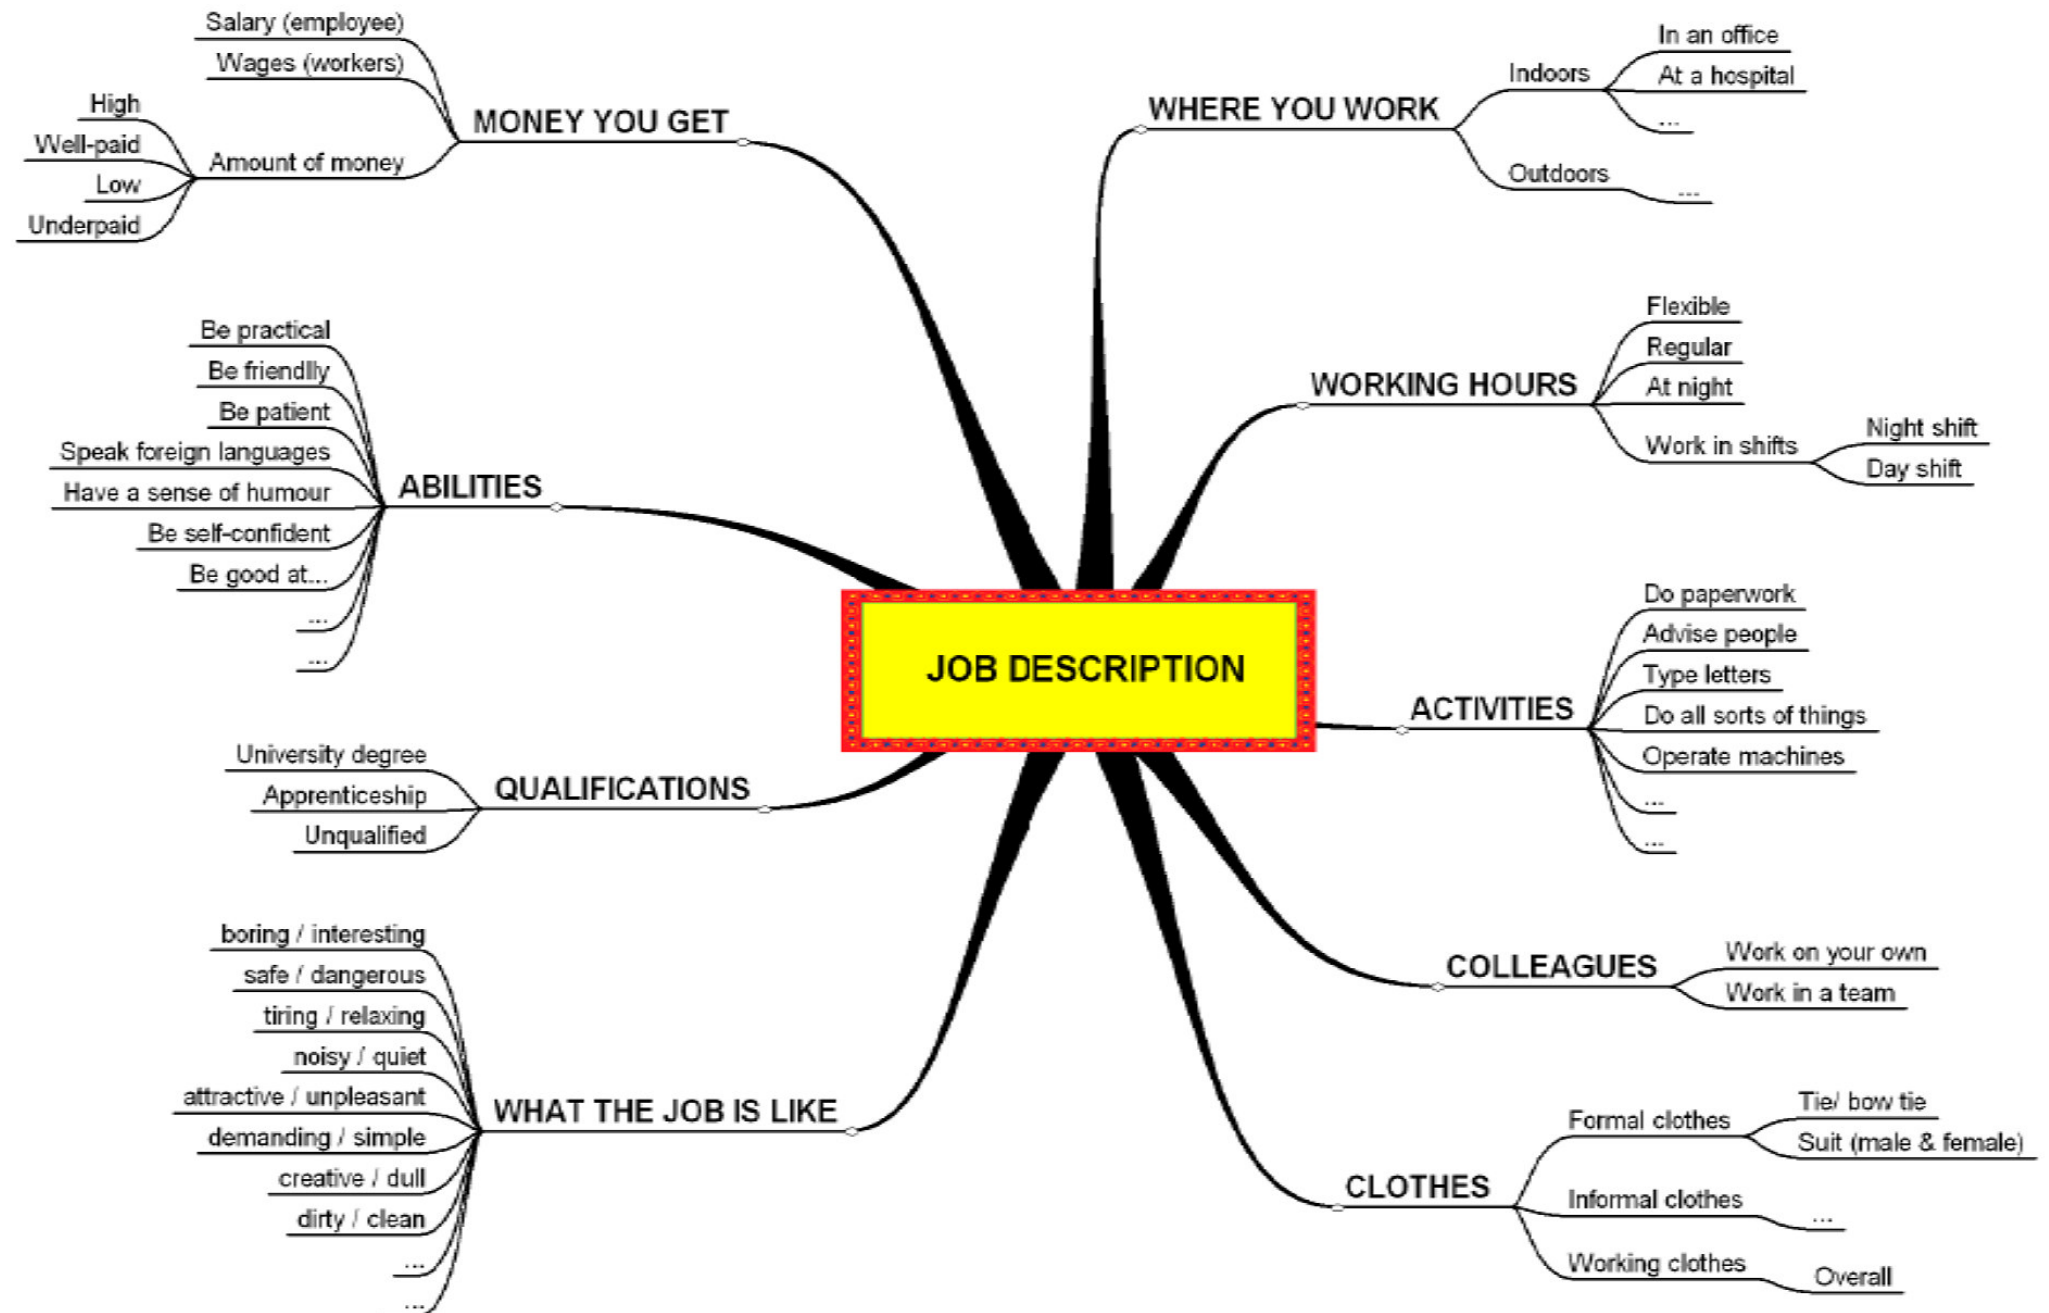 Salary (employee)
Wages (workers)
MONEY YOU GET
High
Well-paid
Low
Underpaid
Amount of money
WHERE YOU WORK
Indoors
In an office
At a hospital
...
Outdoors
...
Be practical
Be friendlly
Be patient
Speak foreign languages
Have a sense of humour
Be self-confident
Be good at...
...
...
ABILITIES
WORKING HOURS
Flexible
Regular
At night
Work in shifts
Night shift
Day shift
JOB DESCRIPTION
ACTIVITIES
Do paperwork
Advise people
Type letters
Do all sorts of things
Operate machines
...
...
University degree
Apprenticeship
Unqualified
QUALIFICATIONS
COLLEAGUES
Work on your own
Work in a team
boring / interesting
safe / dangerous
tiring / relaxing
noisy / quiet
attractive / unpleasant
demanding / simple
creative / dull
dirty / clean
...
...
WHAT THE JOB IS LIKE
CLOTHES
Formal clothes
Tie/ bow tie
Suit (male & female)
Informal clothes
...
Working clothes
Overall